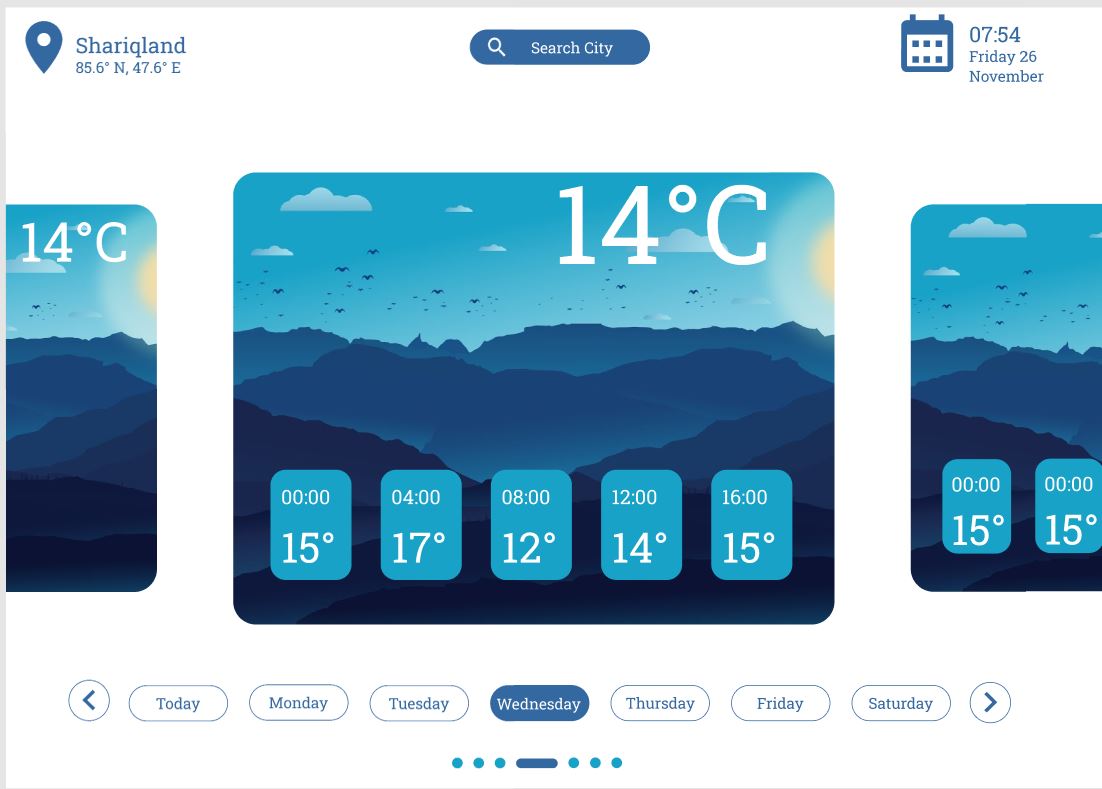 Shariqland
85.6° N, 47.6° E
Search City
07:54
Friday 26
November
14°C
14°C
00:00
15°
04:00
17°
08:00
12°
12:00
14°
16:00
15°
00:00
15°
00:00
15°
Today
Monday
Tuesday
Wednesday
Thursday
Friday
Saturday